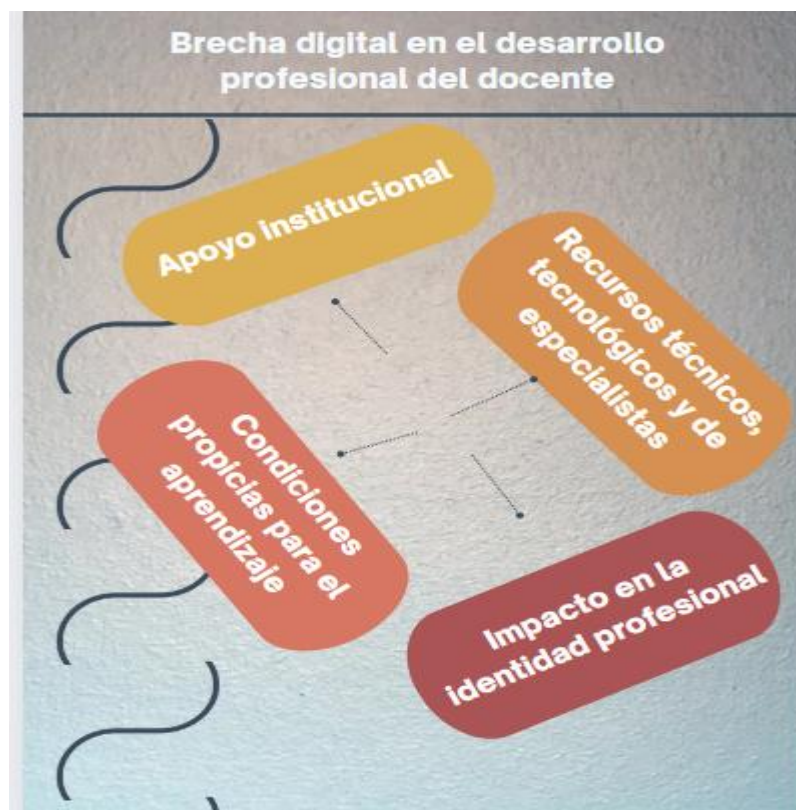 Brecha digital en el desarrollo
profesional del docente
Apoyo institucional
Recursos técnicos,
tecnológicos y de
especialistas
Condiciones
propicias para el
aprendizaje
Impacto en la
identidad profesional